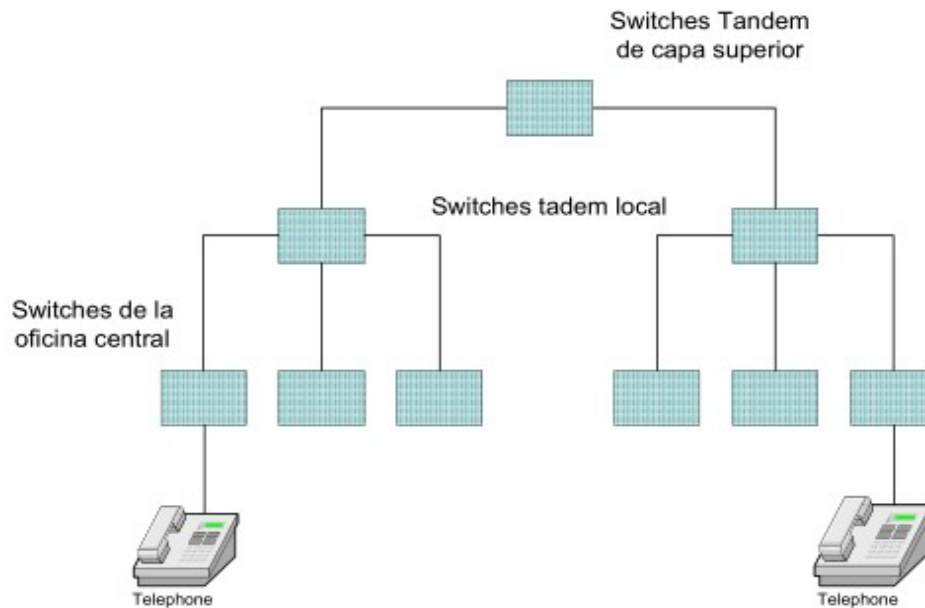 Switches Tandem
de capa superior
Switches tadem local
Switches de la
oficina central
Telephone
Telephone